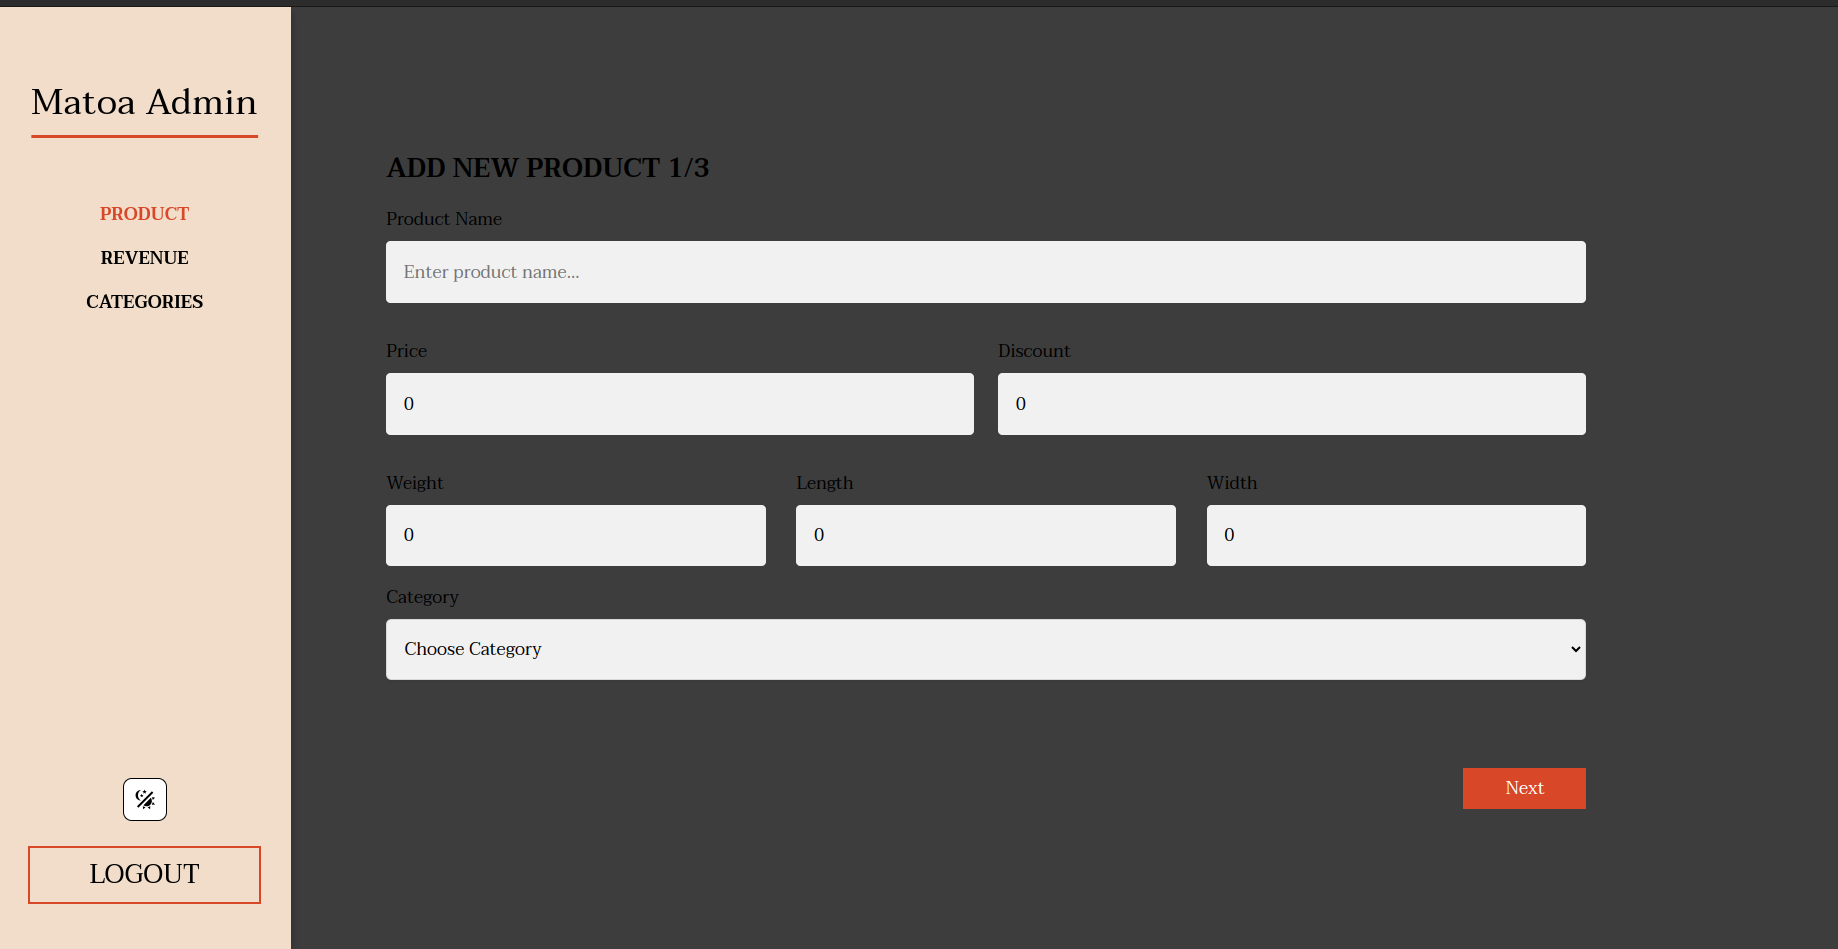 Matoa Admin
PRODUCT
REVENUE
CATEGORIES
LOGOUT
ADD NEW PRODUCT 1/3
Product Name
Enter product name...
Price
Discount
0
0
Weight
Length
Width
0
0
0
Category
Choose Category
Next